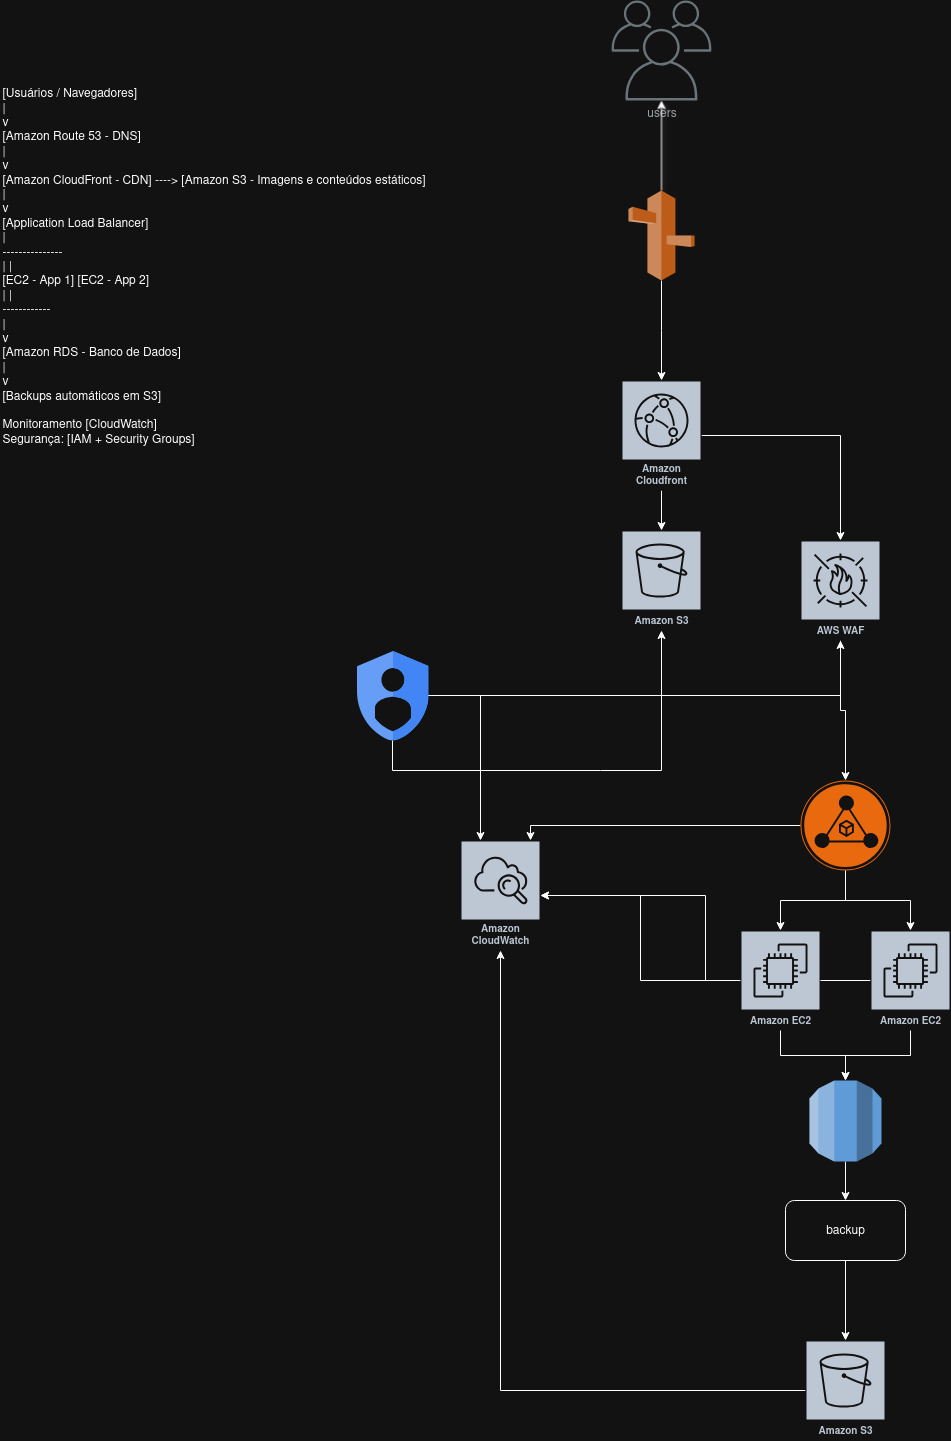 users
[Usuários / Navegadores]
|
v
[Amazon Route 53 - DNS]
|
v
[Amazon CloudFront - CDN] ----> [Amazon S3 - Imagens e conteúdos estáticos]
|
v
[Application Load Balancer]
|
---------------
| |
[EC2 - App 1] [EC2 - App 2]
| |
------------
|
v
[Amazon RDS - Banco de Dados]
|
v
[Backups automáticos em S3]
Monitoramento [CloudWatch]
Segurança: [IAM + Security Groups]
Amazon
Cloudfront
Amazon S3
AWS WAF
Amazon
CloudWatch
Amazon EC2
Amazon EC2
backup
Amazon S3